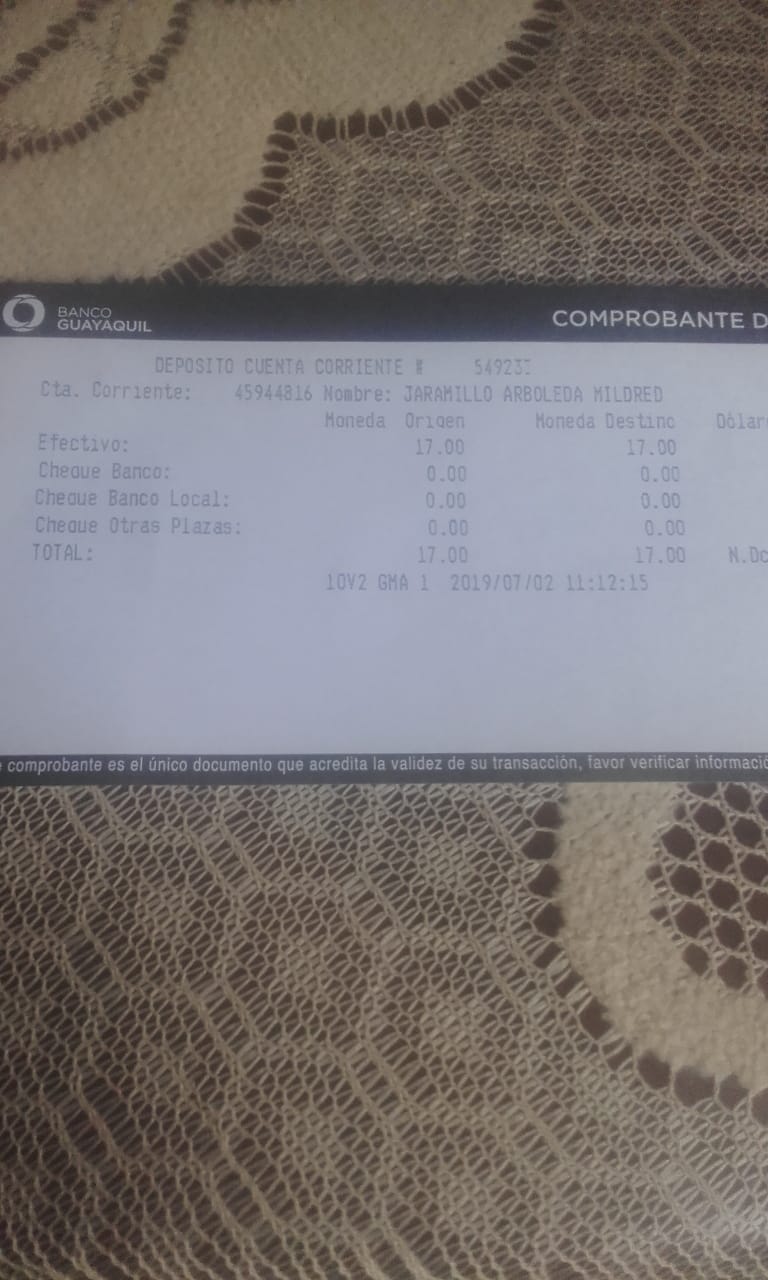 BANCO
GUAYAQUIL
COMPROBANTE D
DEPOSITO CUENTA CORRIENTE #
Cta. Corriente: 45944816 Nombre: JARAMILLO ARBOLEDA MILDRED
Moneda Origen Moneda Destino Dólar
Efectivo: 17.00 17.00
Cheque Banco: 0.00 0.00
Cheque Banco Local: 0.00 0.00
Cheque Otras Plazas: 0.00 0.00
TOTAL: 17.00 17.00 N.Do
10V2 GMA 1 2019/07/02 11:12:15
e comprobante es el único documento que acredita la validez de su transacción, favor verificar informació